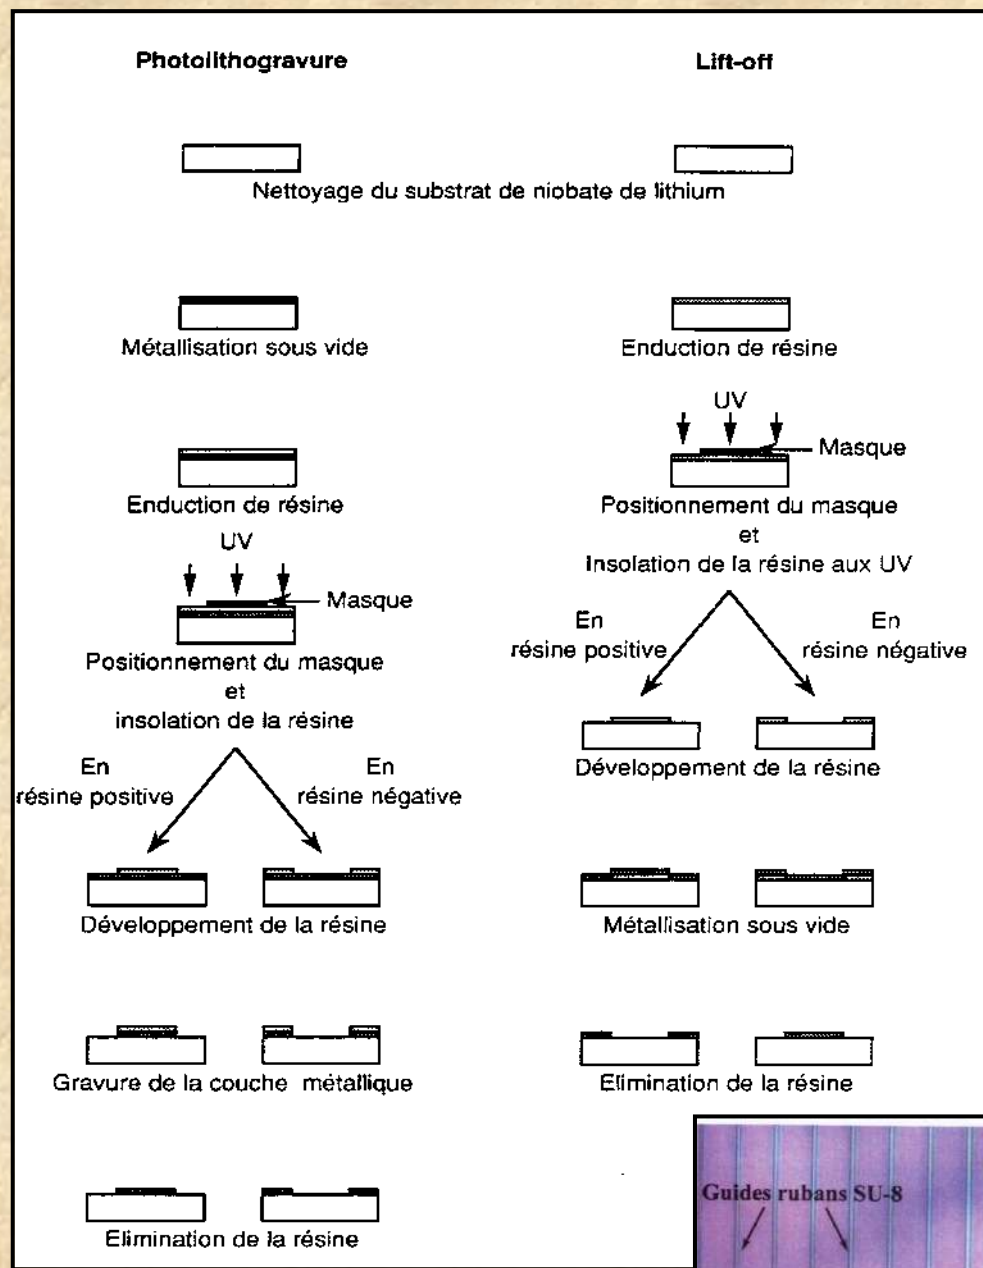 Photolithogravure
Lift-off
Nettoyage du substrat de niobate de lithium
Métallisation sous vide
Enduction de résine
UV
Masque
Positionnement du masque
et
insolation de la résine
En
résine positive
En
résine négative
Développement de la résine
Gravure de la couche métallique
Elimination de la résine
Enduction de résine
UV
Masque
Positionnement du masque
et
Insolation de la résine aux UV
En
résine positive
En
résine négative
Développement de la résine
Métallisation sous vide
Elimination de la résine
Guides rubans SU-8